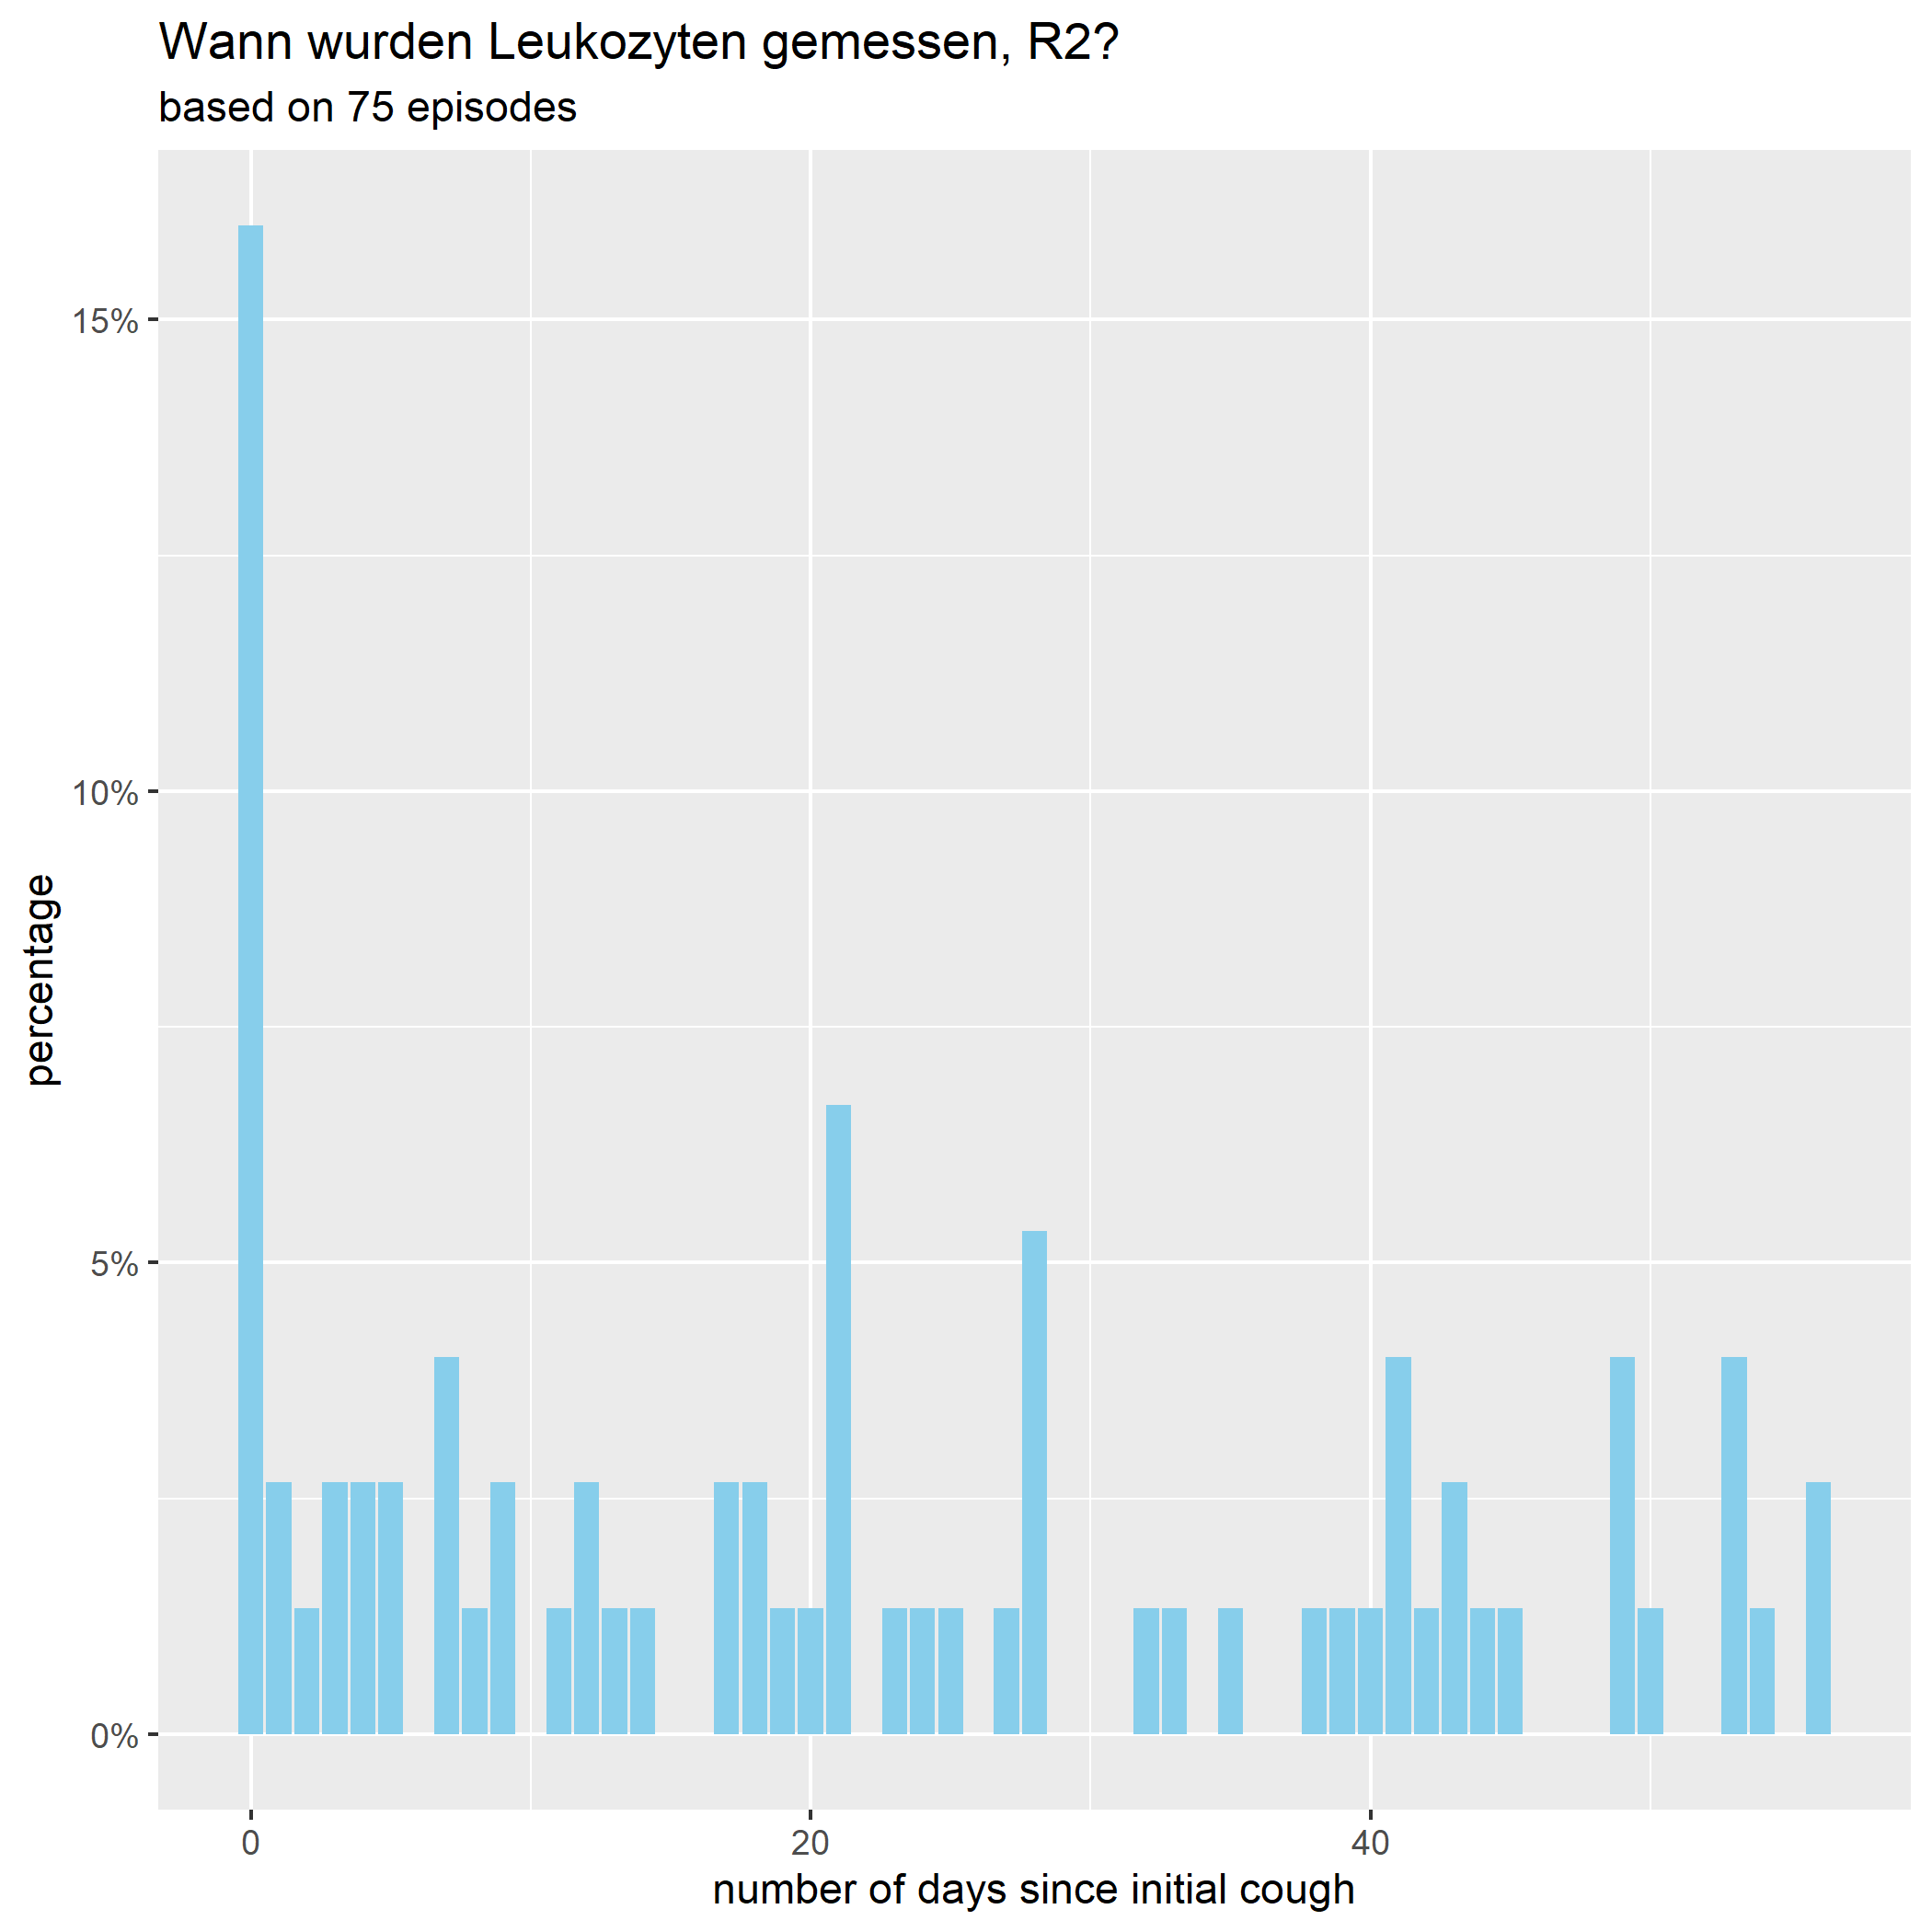 Wann wurden Leukozyten gemessen, R2?
based on 75 episodes
15%
10%
5%
0%
percentage
0
20
40
number of days since initial cough